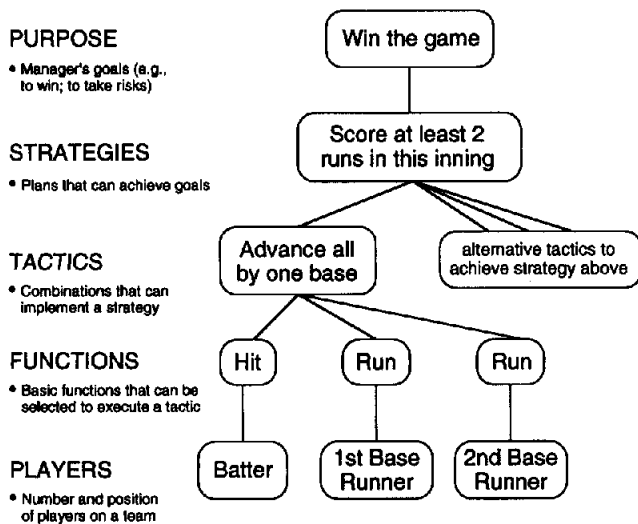 PURPOSE
• Manager's goals (e.g.,
to win; to take risks)
Win the game
STRATEGIES
• Plans that can achieve goals
Score at least 2
runs in this inning
TACTICS
• Combinations that can
implement a strategy
Advance all
by one base
alternative tactics to
achieve strategy above
FUNCTIONS
• Basic functions that can be
selected to execute a tactic
Hit
Run
Run
PLAYERS
• Number and position
of players on a team
Batter
1st Base
Runner
2nd Base
Runner